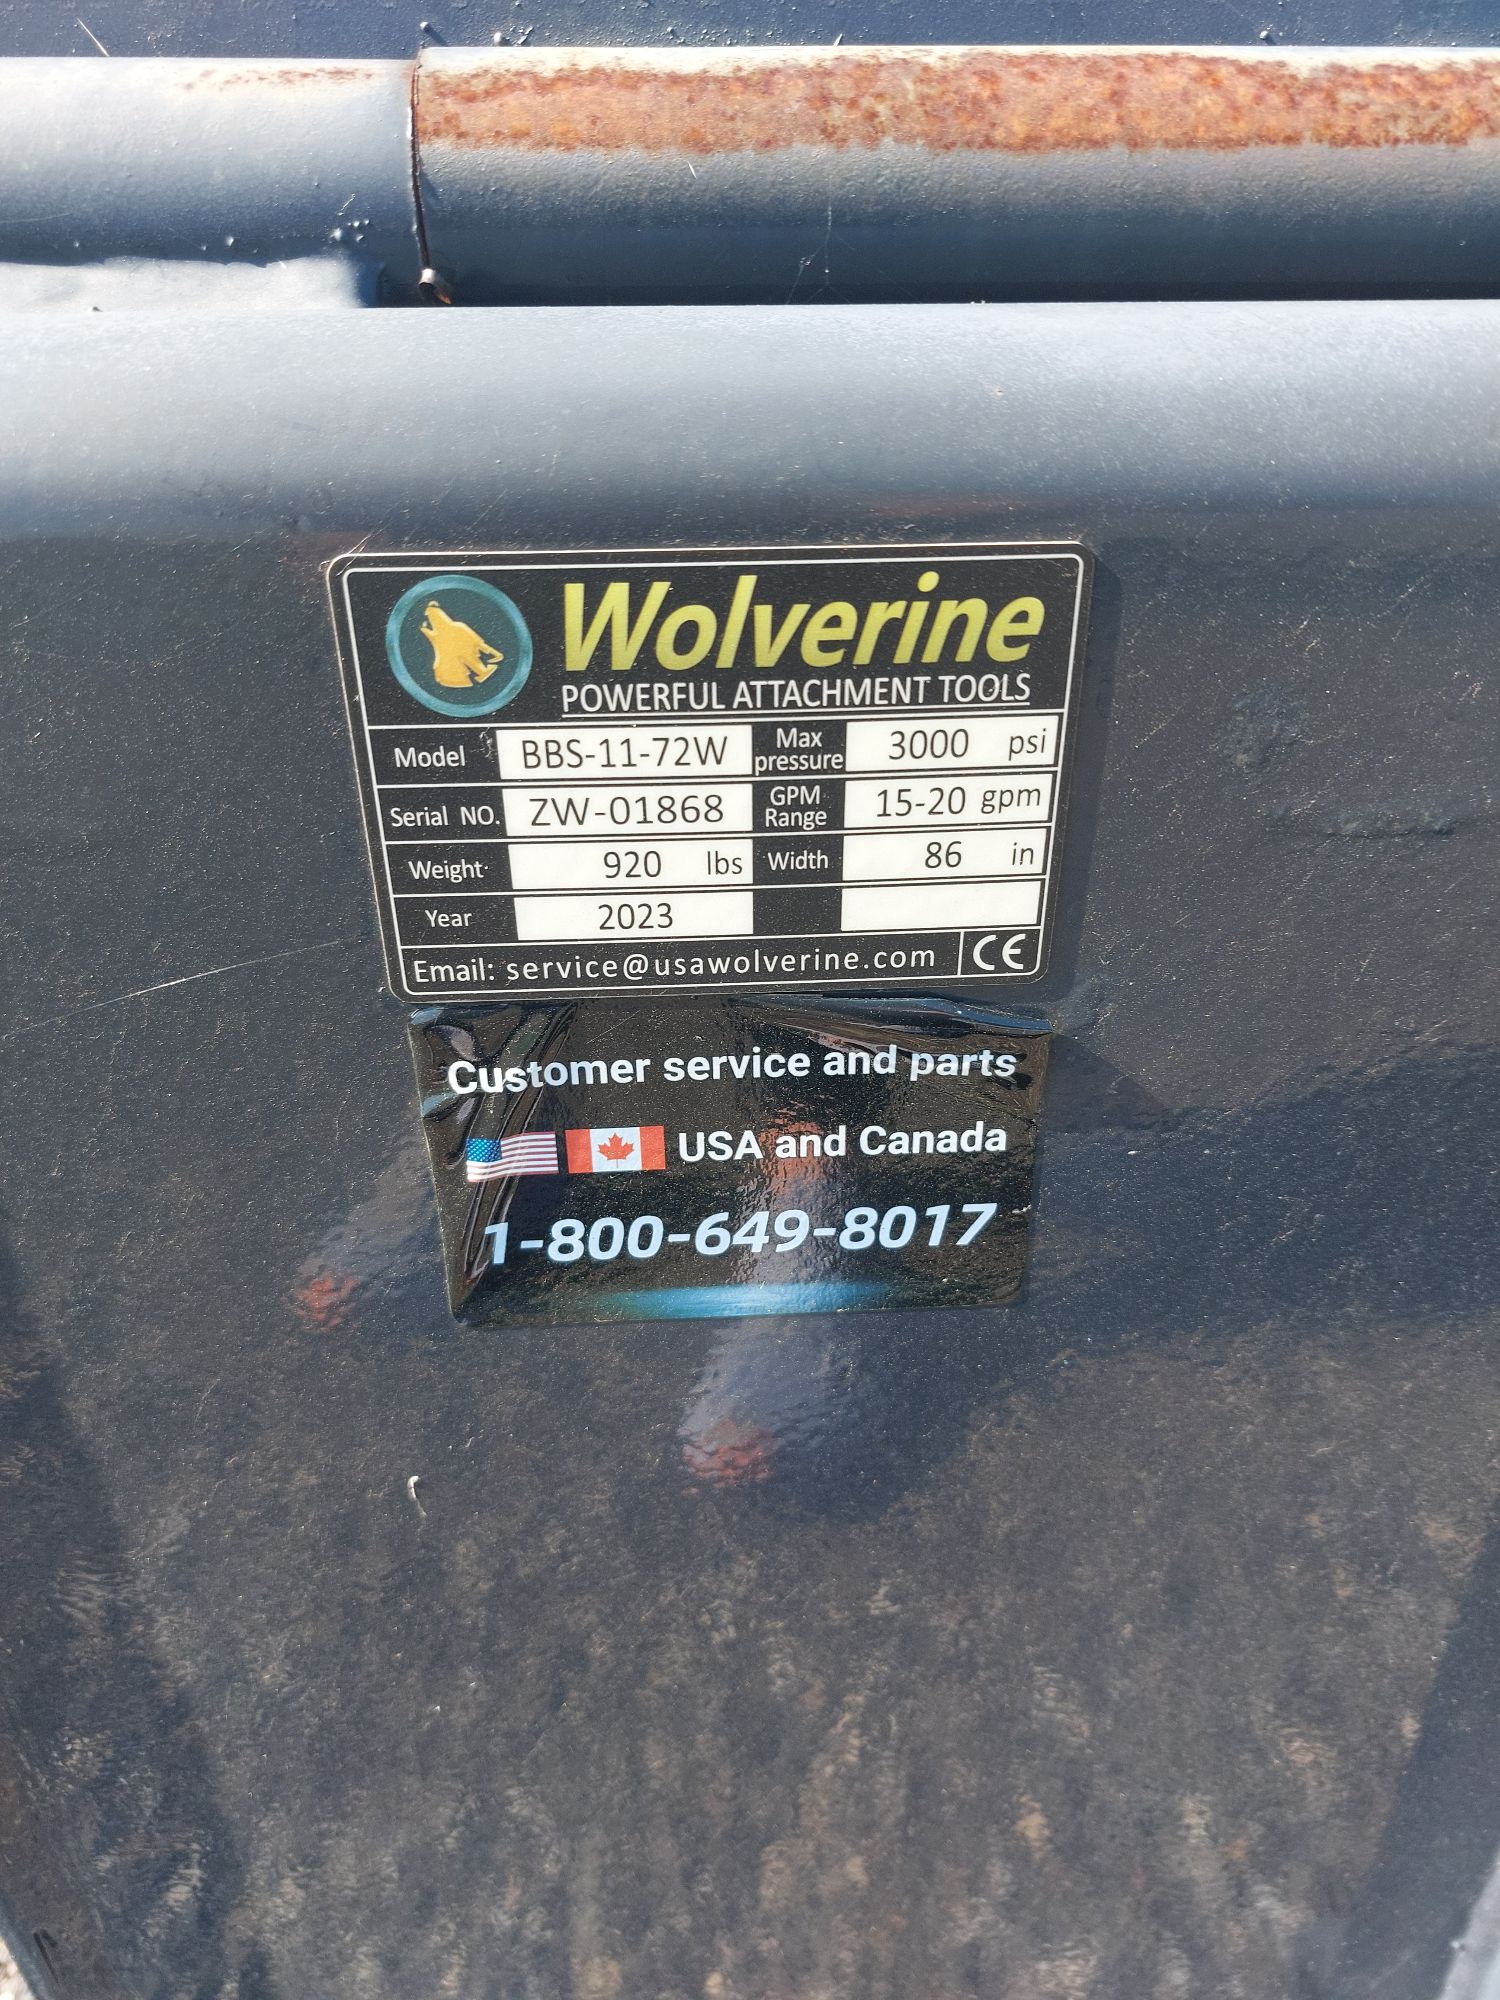 Wolverine
POWERFUL ATTACHMENT TOOLS
Model BBS-11-72W Max pressure 3000 psi
Serial NO. ZW-01868 GPM Range 15-20 gpm
Weight 920 lbs Width 86 in
Year 2023
Email: service@usawolverine.com CE
Customer service and parts
USA and Canada
1-800-649-8017